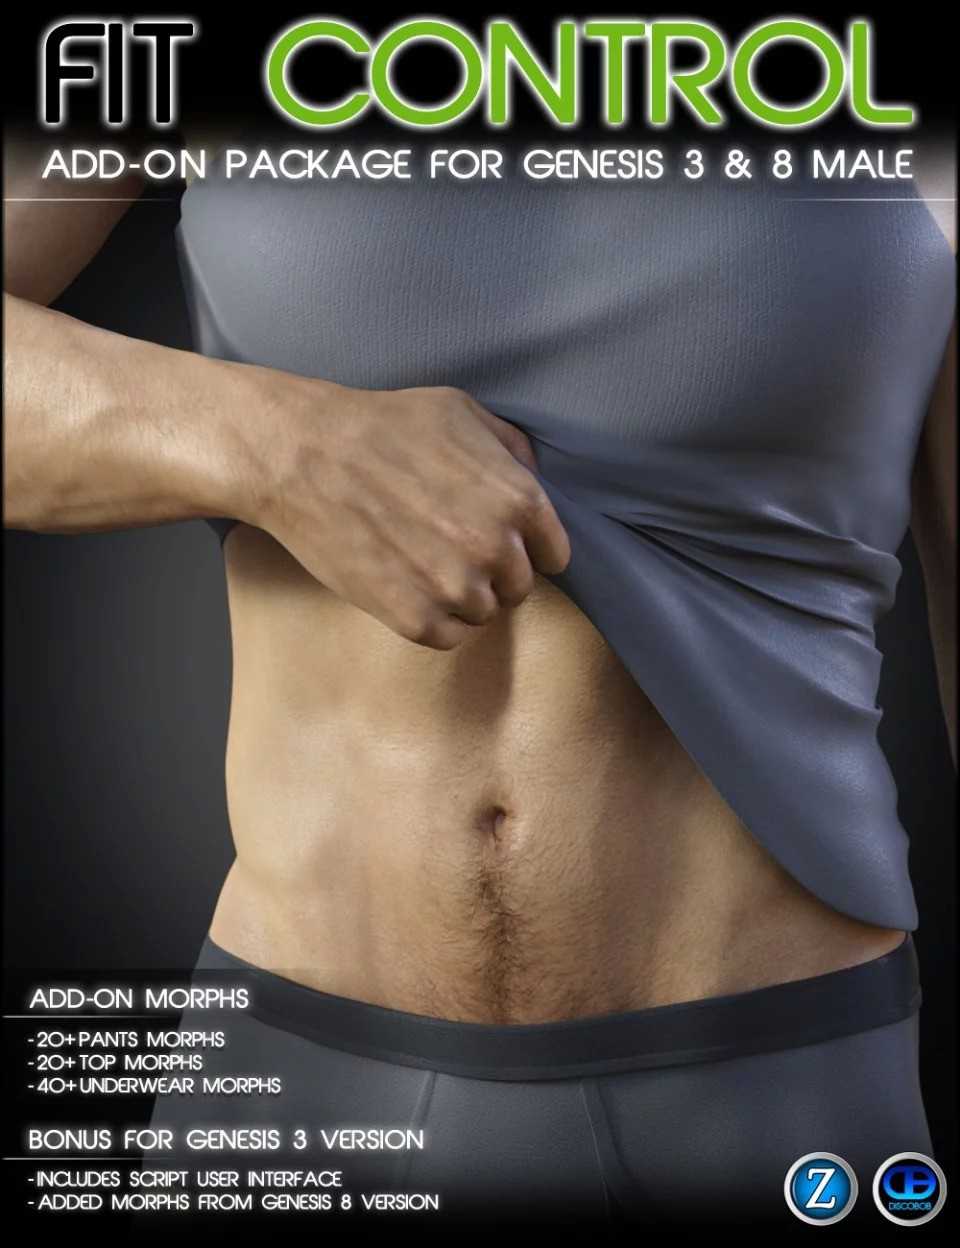 FIT CONTROL
ADD-ON PACKAGE FOR GENESIS 3 & 8 MALE
ADD-ON MORPHS
-20+PANTS MORPHS
-20+TOP MORPHS
-40+UNDERWEAR MORPHS
BONUS FOR GENESIS 3 VERSION
-INCLUDES SCRIPT USER INTERFACE
-ADDED MORPHS FROM GENESIS 8 VERSION
Z
DB
DISCOBOB